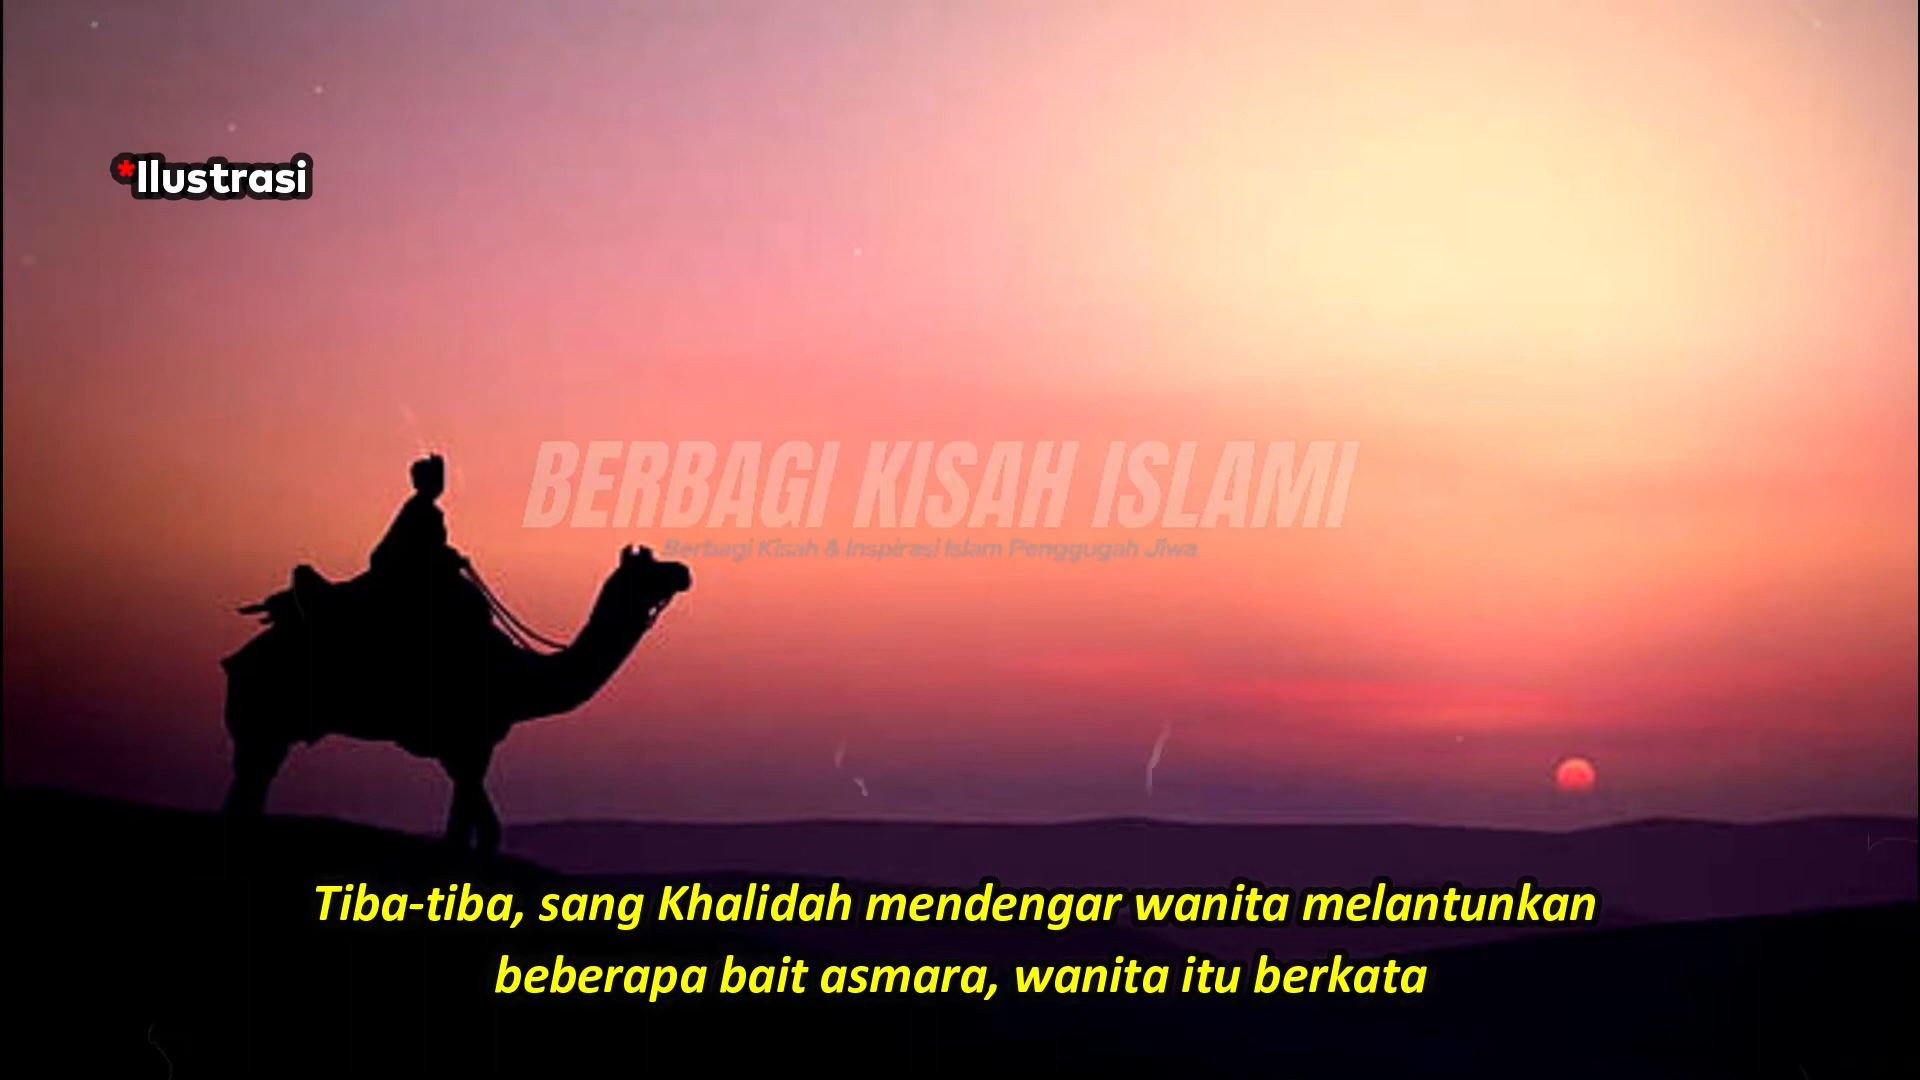 *Ilustrasi
BERBAGI KISAH ISLAMI
Berbagi Kisah & Inspirasi Islam Penggugah Jiwa
Tiba-tiba, sang Khalidah mendengar wanita melantunkan
beberapa bait asmara, wanita itu berkata